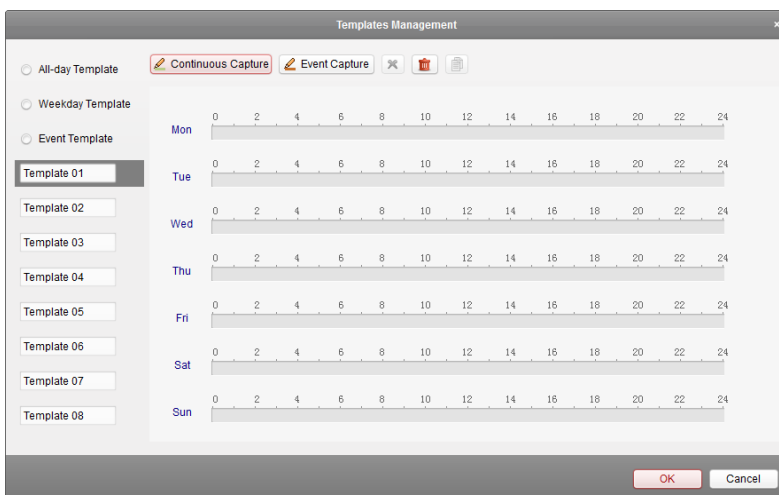 Templates Management
All-day Template
Weekday Template
Event Template
Template 01
Template 02
Template 03
Template 04
Template 05
Template 06
Template 07
Template 08
Continuous Capture Event Capture
0 2 4 6 8 10 12 14 16 18 20 22 24
Mon
0 2 4 6 8 10 12 14 16 18 20 22 24
Tue
0 2 4 6 8 10 12 14 16 18 20 22 24
Wed
0 2 4 6 8 10 12 14 16 18 20 22 24
Thu
0 2 4 6 8 10 12 14 16 18 20 22 24
Fri
0 2 4 6 8 10 12 14 16 18 20 22 24
Sat
0 2 4 6 8 10 12 14 16 18 20 22 24
Sun
OK Cancel